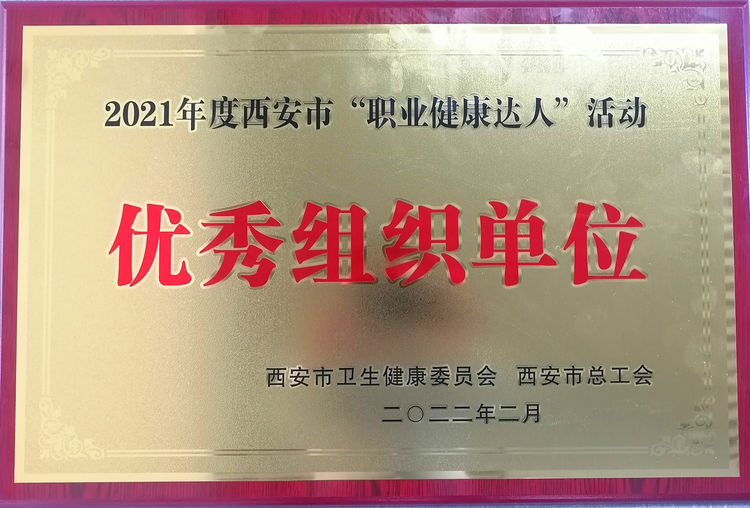 2021年度西安市“职业健康达人”活动
优秀组织单位
西安市卫生健康委员会 西安市总工会
二〇二二年二月